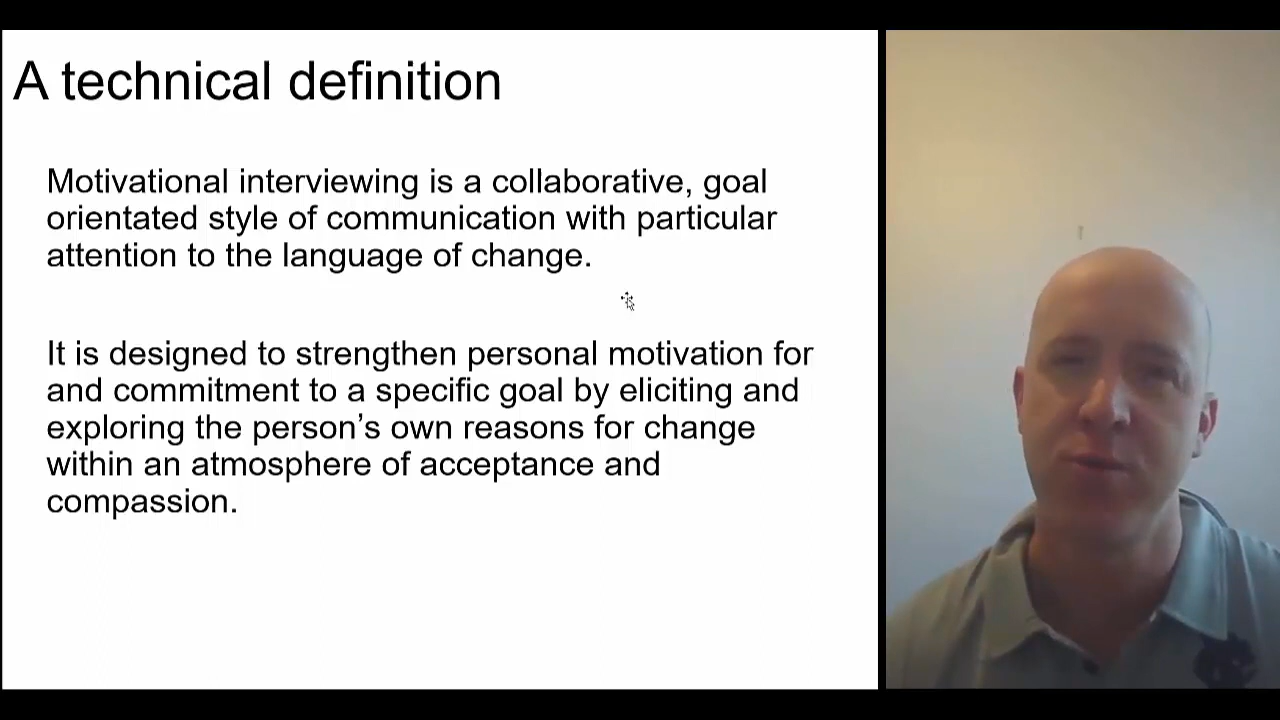 A technical definition
Motivational interviewing is a collaborative, goal
orientated style of communication with particular
attention to the language of change.
It is designed to strengthen personal motivation for
and commitment to a specific goal by eliciting and
exploring the person’s own reasons for change
within an atmosphere of acceptance and
compassion.